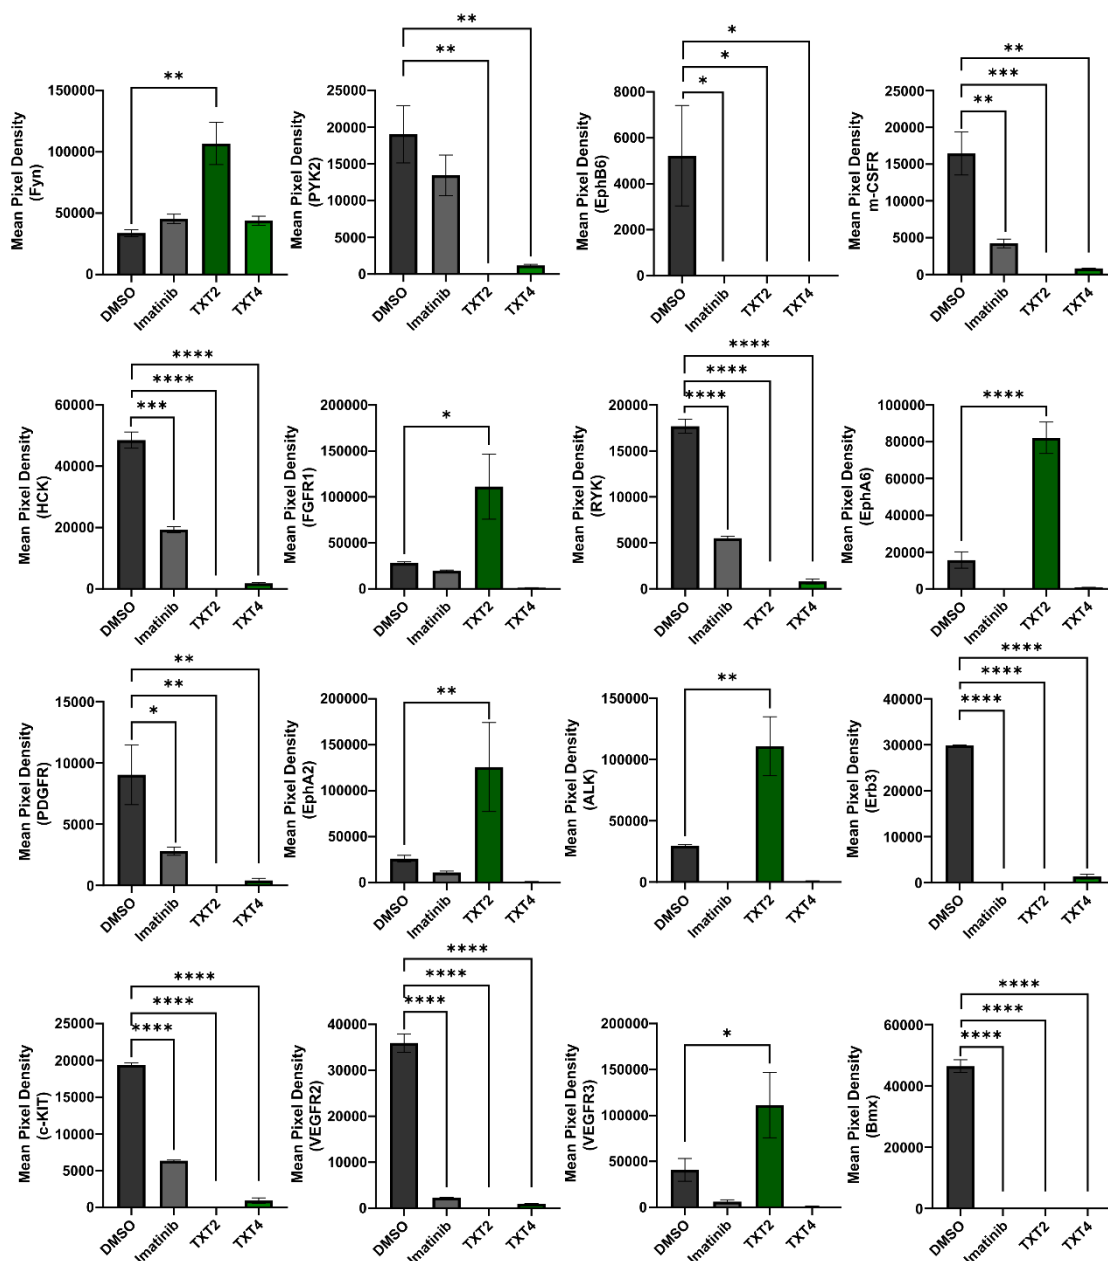 **
Mean Pixel Density
(Fyn)
150000
100000
50000
0
DMSO
Imatinib
TXT2
TXT4
**
**
Mean Pixel Density
(PYK2)
25000
20000
15000
10000
5000
0
DMSO
Imatinib
TXT2
TXT4
*
*
*
Mean Pixel Density
(EphB6)
8000
6000
4000
2000
0
DMSO
Imatinib
TXT2
TXT4
**
***
**
Mean Pixel Density
m-CSFR
25000
20000
15000
10000
5000
0
DMSO
Imatinib
TXT2
TXT4
****
****
***
Mean Pixel Density
(HCK)
60000
40000
20000
0
DMSO
Imatinib
TXT2
TXT4
*
Mean Pixel Density
(FGFR1)
200000
150000
100000
50000
0
DMSO
Imatinib
TXT2
TXT4
****
****
****
Mean Pixel Density
(RYK)
20000
15000
10000
5000
0
DMSO
Imatinib
TXT2
TXT4
****
Mean Pixel Density
(EphA6)
100000
80000
60000
40000
20000
0
DMSO
Imatinib
TXT2
TXT4
**
**
*
Mean Pixel Density
(PDGFR)
15000
10000
5000
0
DMSO
Imatinib
TXT2
TXT4
**
Mean Pixel Density
(EphA2)
200000
150000
100000
50000
0
DMSO
Imatinib
TXT2
TXT4
**
Mean Pixel Density
(ALK)
150000
100000
50000
0
DMSO
Imatinib
TXT2
TXT4
****
****
****
Mean Pixel Density
(Erb3)
40000
30000
20000
10000
0
DMSO
Imatinib
TXT2
TXT4
****
****
****
Mean Pixel Density
(c-KIT)
25000
20000
15000
10000
5000
0
DMSO
Imatinib
TXT2
TXT4
****
****
****
Mean Pixel Density
(VEGFR2)
40000
30000
20000
10000
0
DMSO
Imatinib
TXT2
TXT4
*
Mean Pixel Density
(VEGFR3)
200000
150000
100000
50000
0
DMSO
Imatinib
TXT2
TXT4
****
****
****
Mean Pixel Density
(Bmx)
60000
40000
20000
0
DMSO
Imatinib
TXT2
TXT4